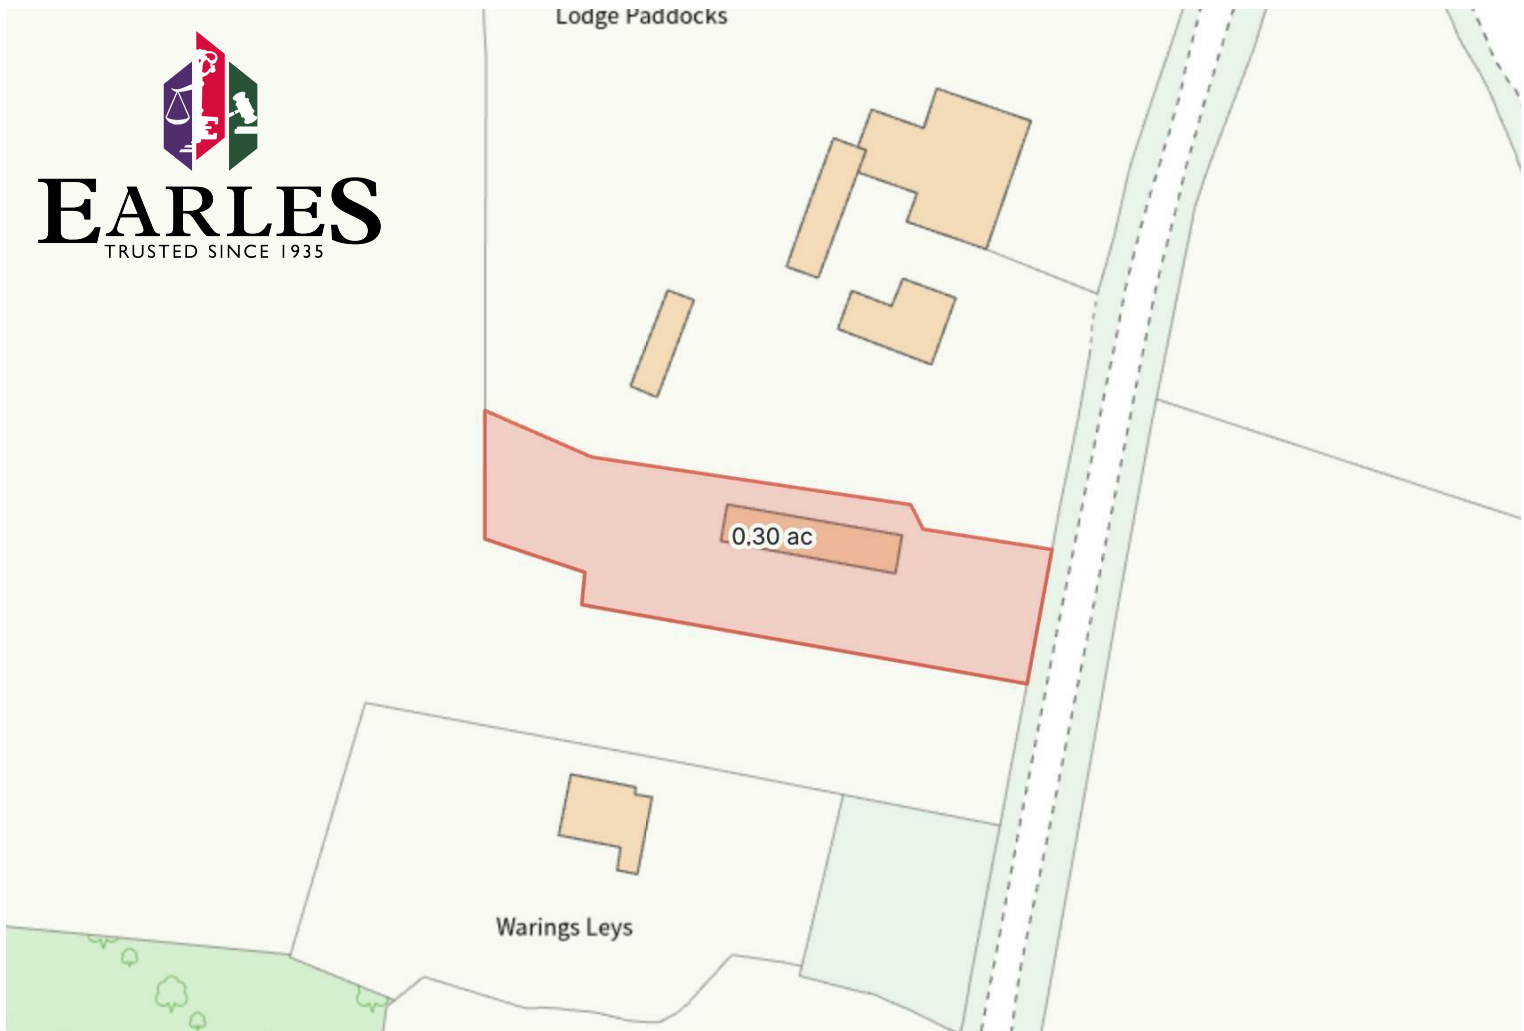 Lodge Paddocks
EARLES
TRUSTED SINCE 1935
0.30 ac
Warings Leys